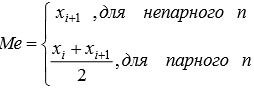 x_{i+1} , для непарного n
Me =
x_i + x_{i+1}
2 , для парного n